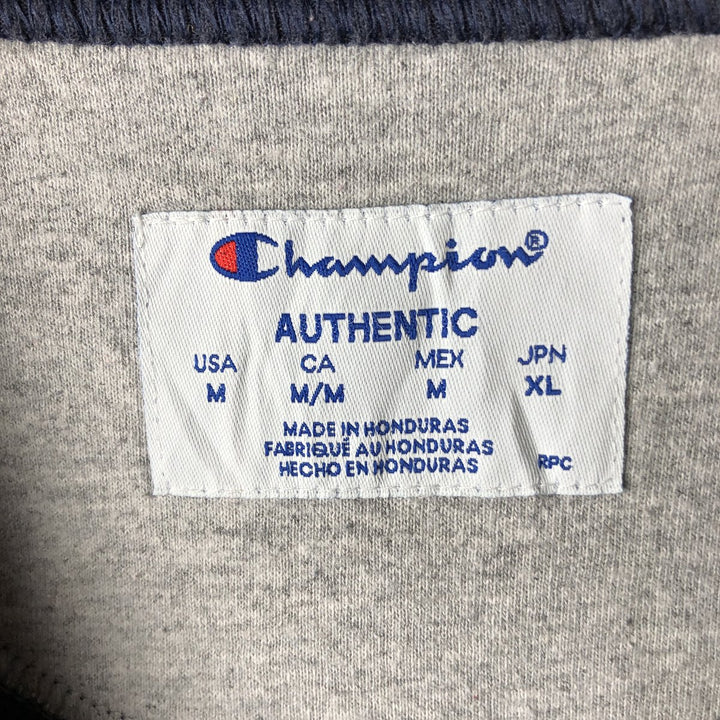 Champion®
AUTHENTIC
USA CA MEX JPN
M M/M M XL
MADE IN HONDURAS
FABRIQUÉ AU HONDURAS
HECHO EN HONDURAS RPC